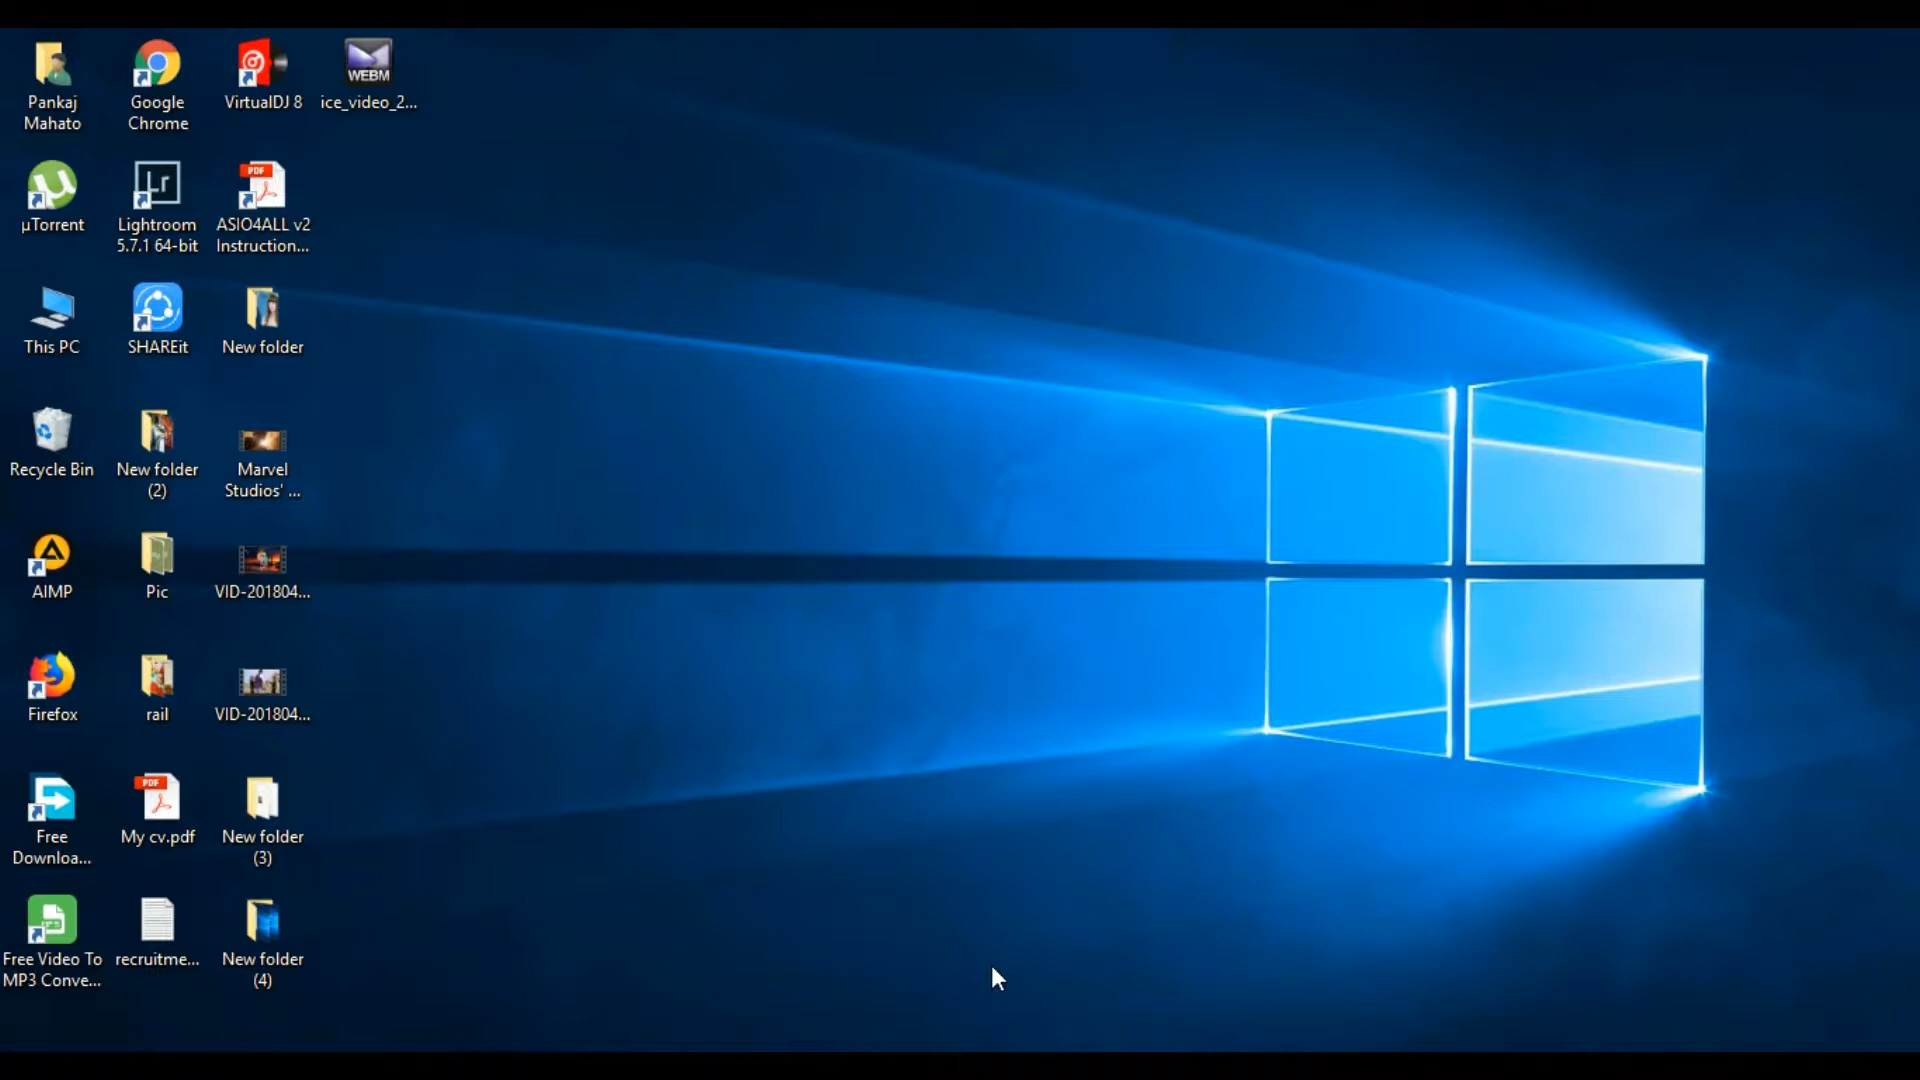 Pankaj
Mahato
Google
Chrome
VirtualDJ 8
WEBM
ice_video_2...
µTorrent
Lr
Lightroom
5.7.1 64-bit
PDF
ASIO4ALL v2
Instruction...
This PC
SHAREit
New folder
Recycle Bin
New folder
(2)
Marvel
Studios' ...
AIMP
Pic
VID-201804...
Firefox
rail
VID-201804...
Free
Downloa...
PDF
My cv.pdf
New folder
(3)
Free Video To
MP3 Conve...
recruitme...
New folder
(4)